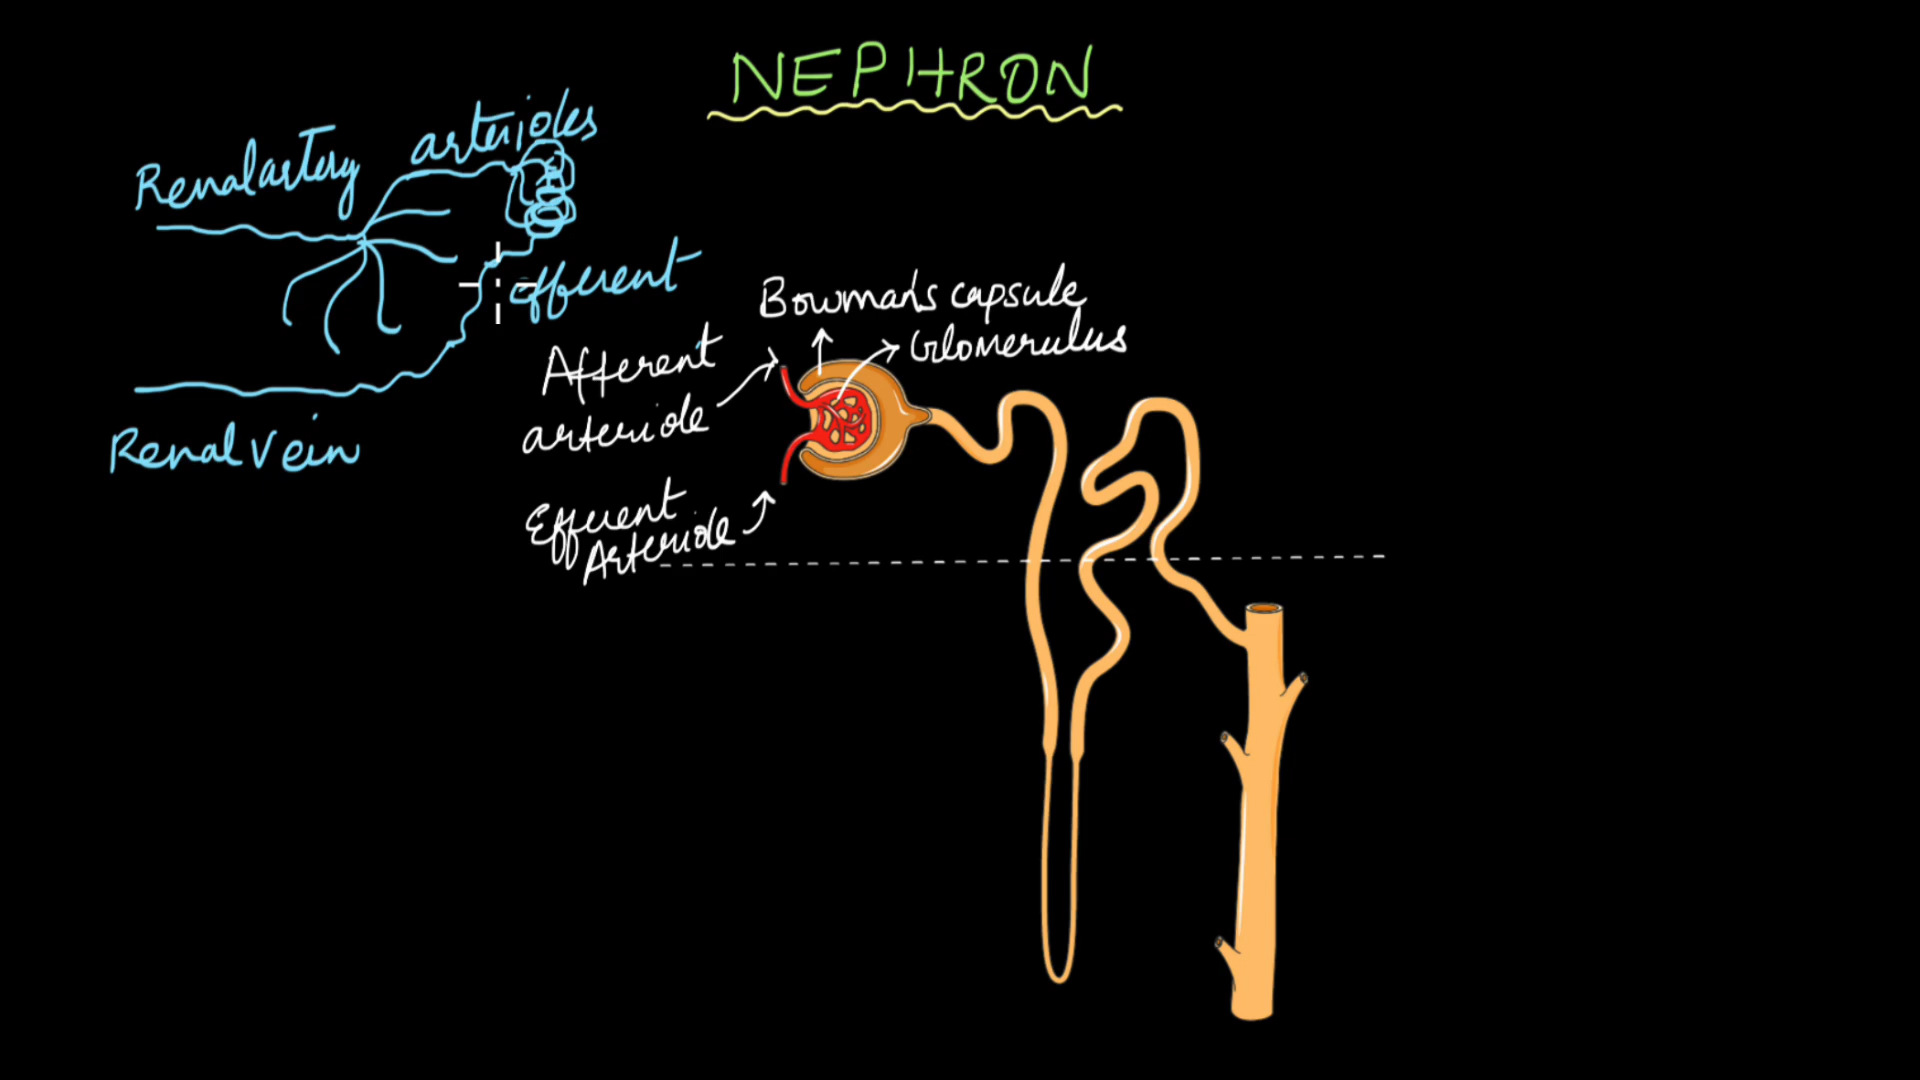 NEPHRON
Renal artery
arterioles
efferent
Renal vein
Bowman's capsule
Glomerulus
Afferent
arteriole
Efferent
Arteriole